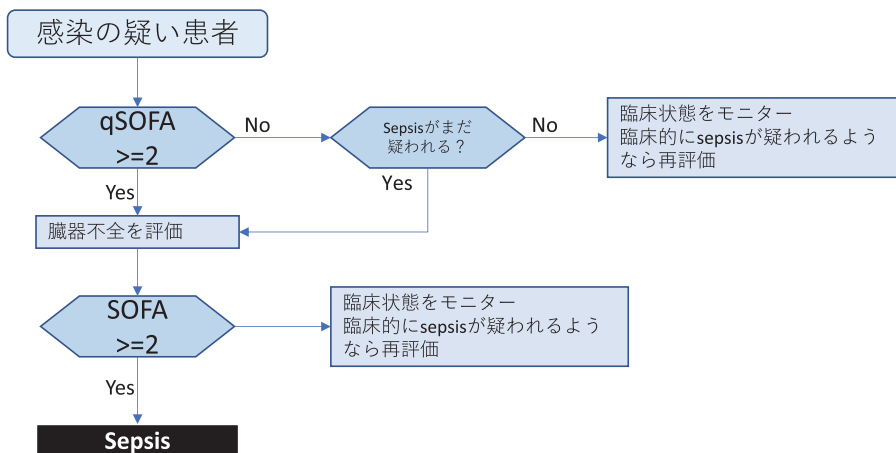 感染の疑い患者
qSOFA
>=2
No
Sepsisがまだ
疑われる？
No
臨床状態をモニター
臨床的にsepsisが疑われるよう
なら再評価
Yes
Yes
臓器不全を評価
SOFA
>=2
臨床状態をモニター
臨床的にsepsisが疑われるよう
なら再評価
Yes
Sepsis